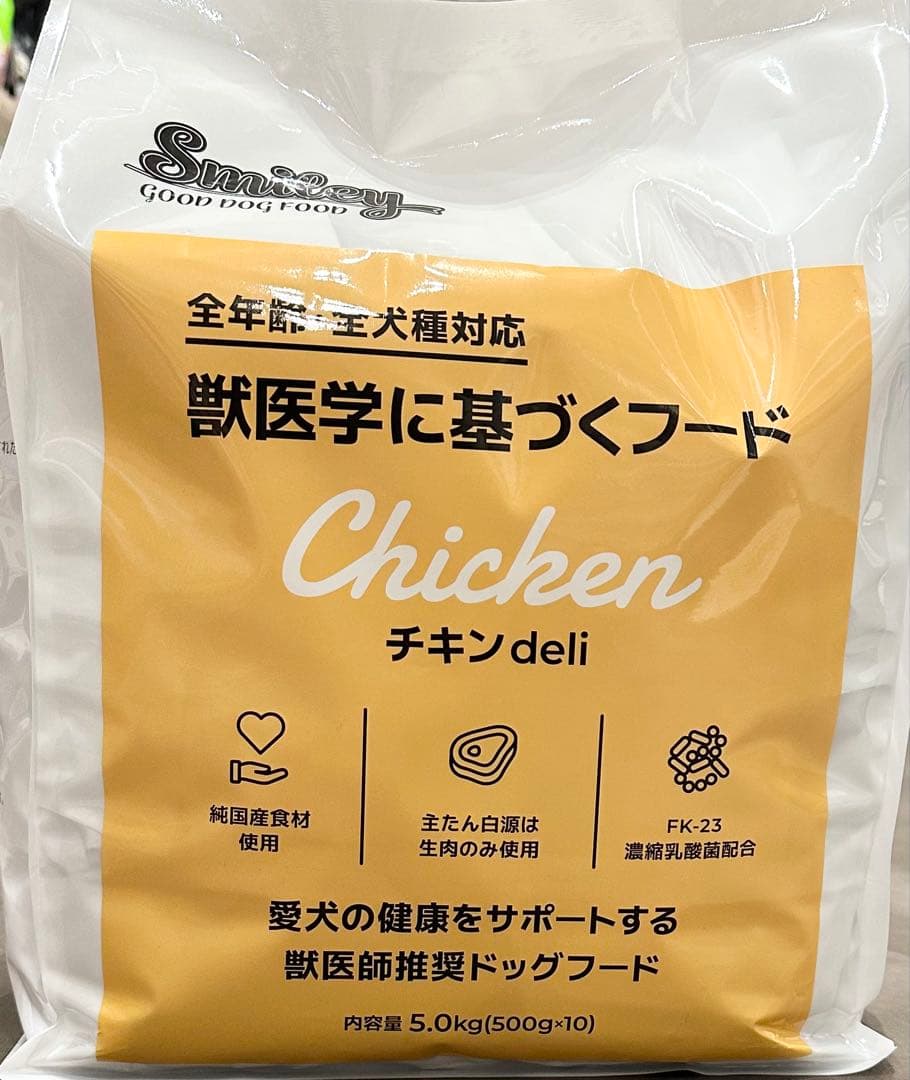 Smiley
GOOD DOG FOOD
全年齢・全犬種対応
獣医学に基づくフード
Chicken
チキンdeli
純国産食材
使用
主たん白源は
生肉のみ使用
FK-23
濃縮乳酸菌配合
愛犬の健康をサポートする
獣医師推奨ドッグフード
内容量 5.0kg(500g×10)